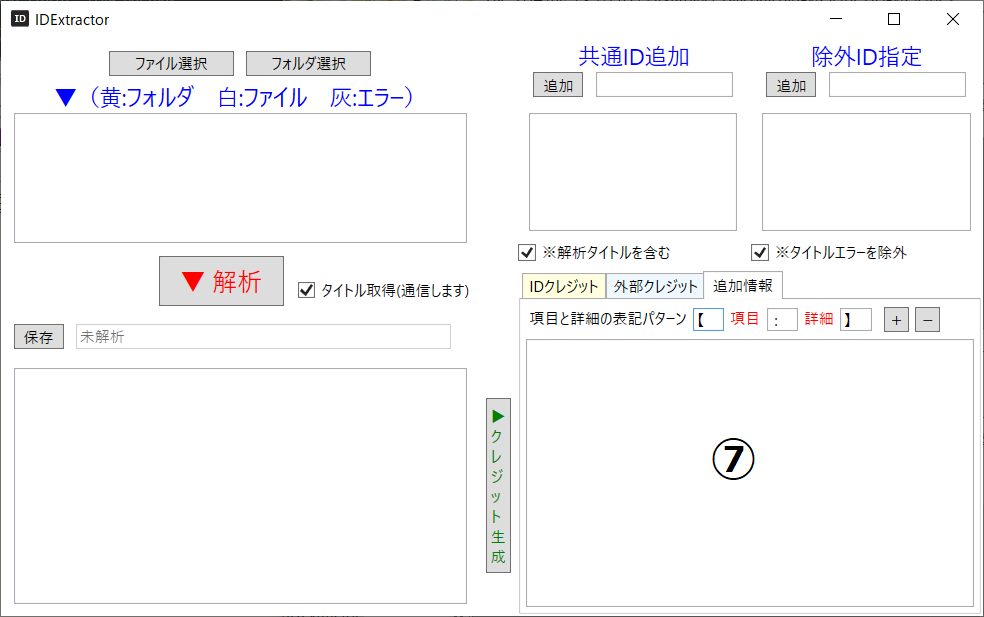 ID IDExtractor
ファイル選択 フォルダ選択
▼（黄:フォルダ　白:ファイル　灰:エラー）
▼ 解析
タイトル取得(通信します)
保存 未解析
▶クレジット生成
共通ID追加
追加
※解析タイトルを含む
除外ID指定
追加
※タイトルエラーを除外
IDクレジット 外部クレジット 追加情報
項目と詳細の表記パターン 【 項目 : 詳細 】 + −
⑦